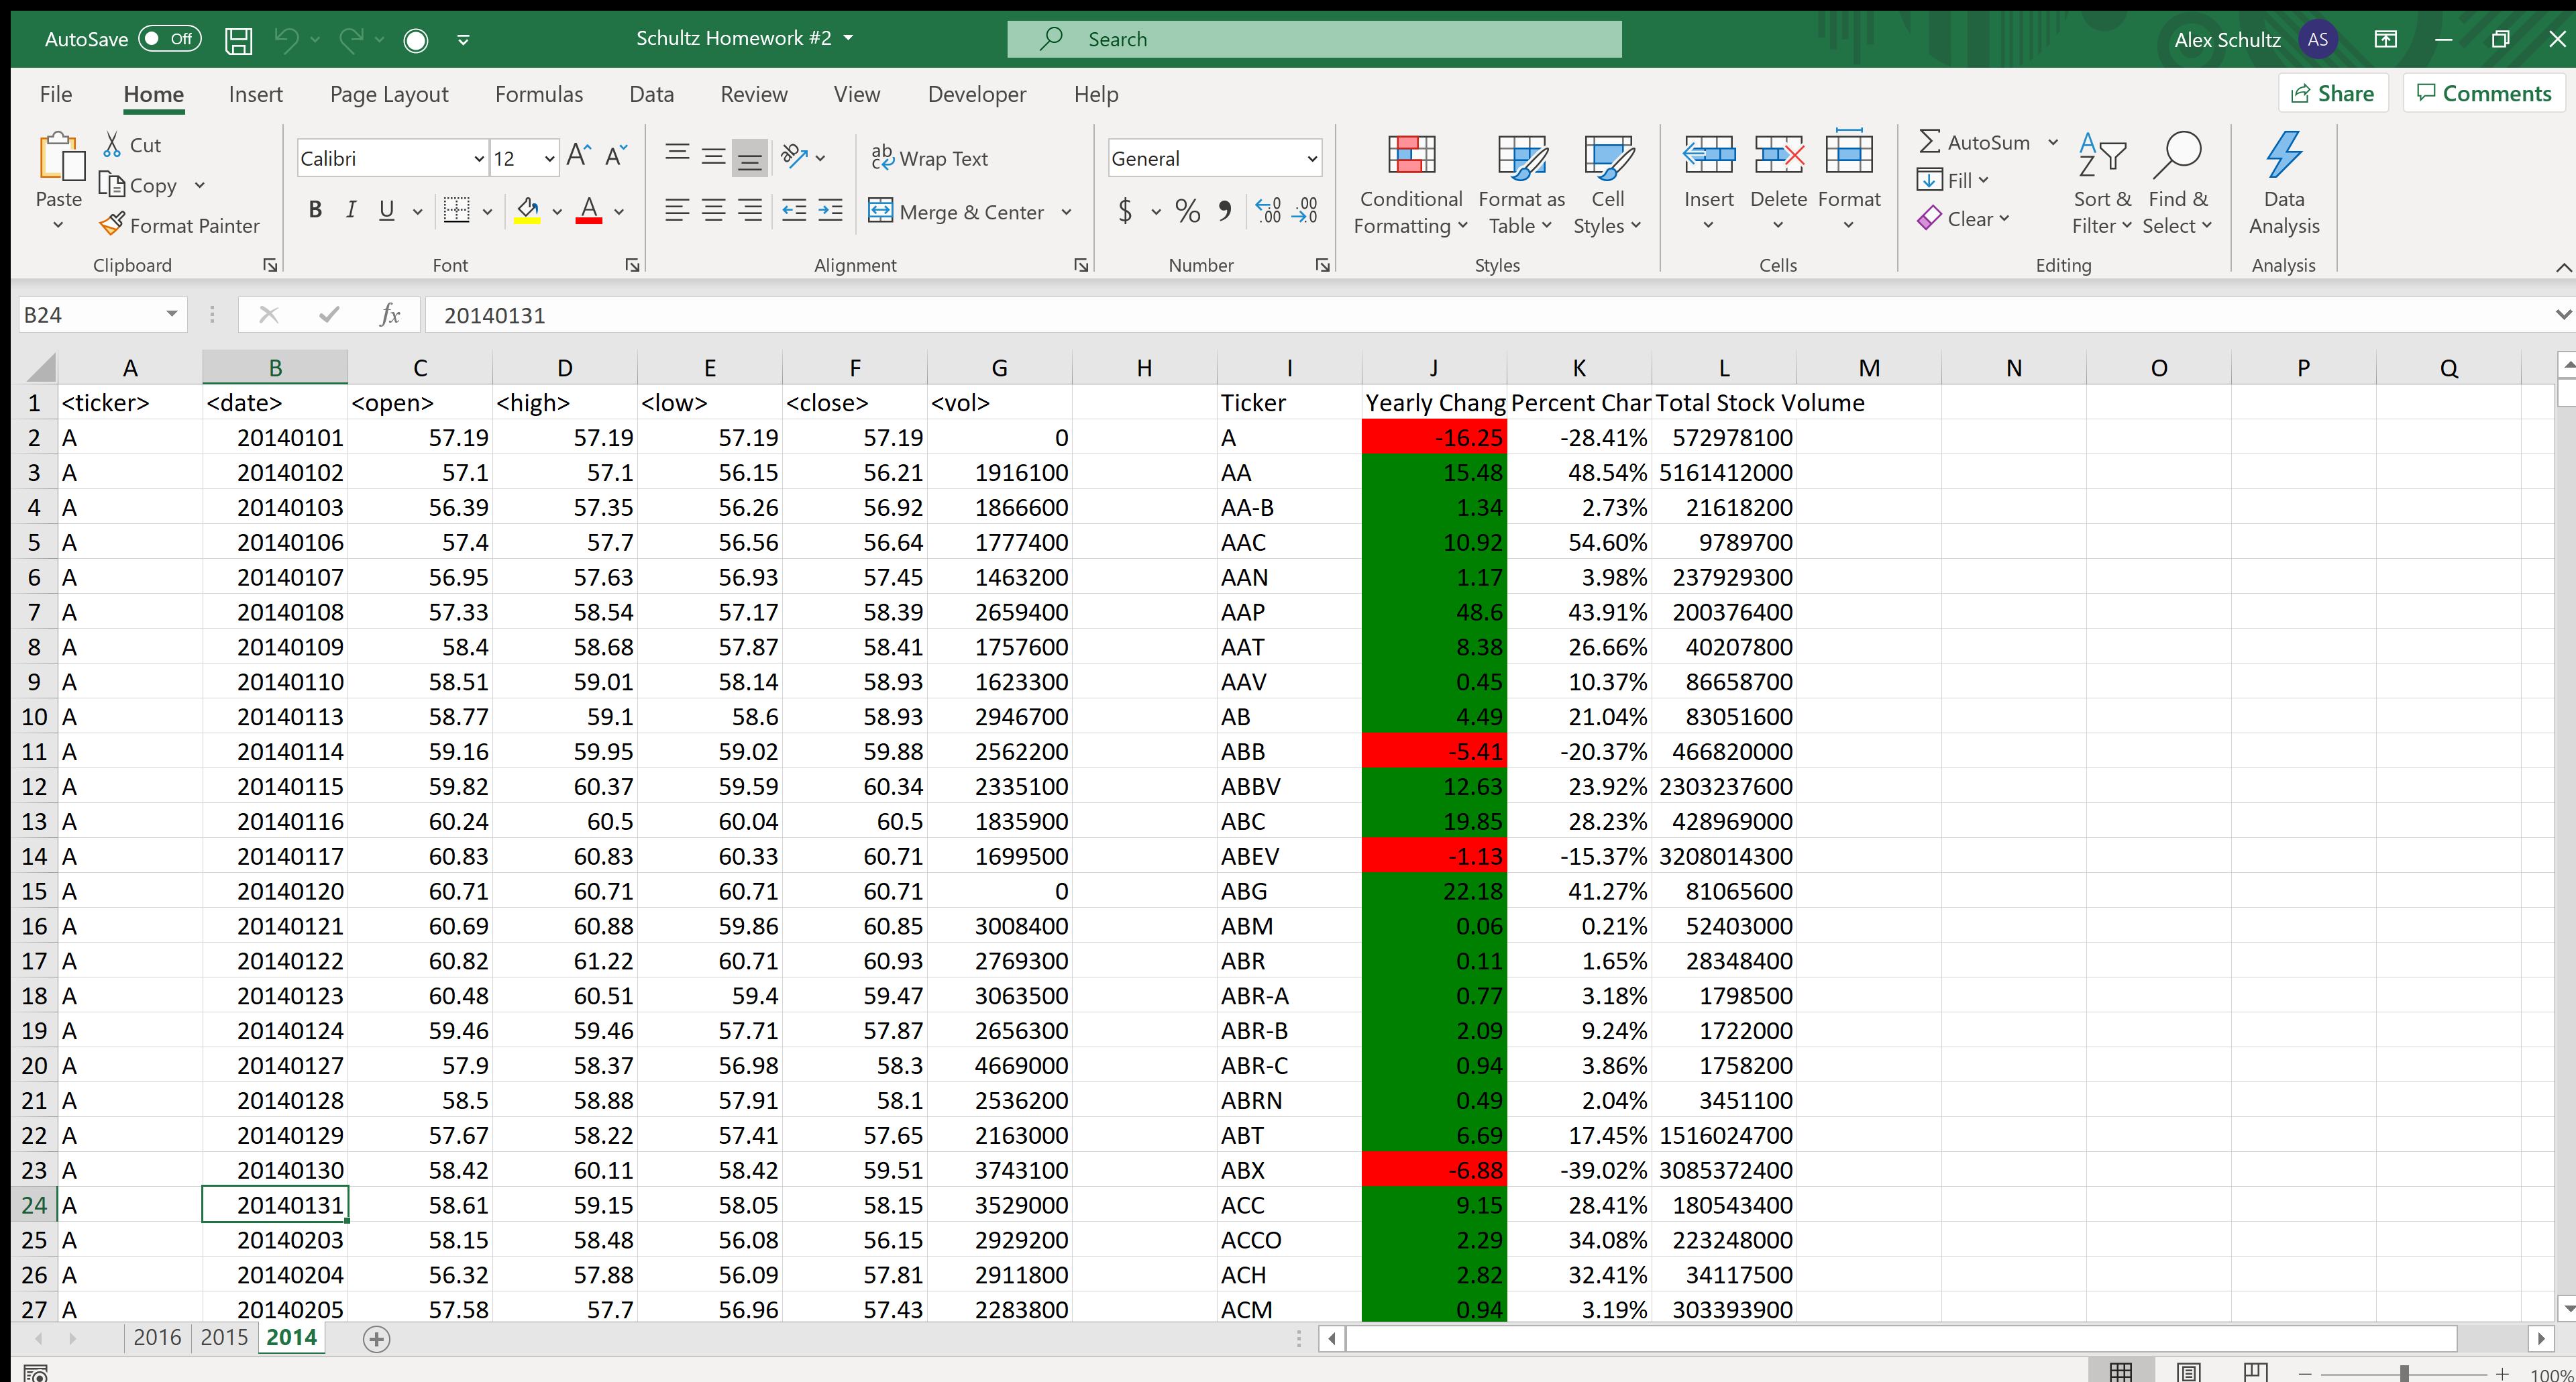 AutoSave Off Schultz Homework #2 Search Alex Schultz AS
File Home Insert Page Layout Formulas Data Review View Developer Help Share Comments
Paste Cut Copy Format Painter Clipboard
Calibri 12 A A B I U A Font
ab Wrap Text Merge & Center Alignment
General $ % , .00 .00 Number
Conditional Formatting Format as Table Cell Styles Styles
Insert Delete Format Cells
AutoSum Fill Clear Sort & Filter Find & Select Editing
Data Analysis Analysis
B24 fx 20140131
A B C D E F G H I J K L M N O P Q
1 <ticker> <date> <open> <high> <low> <close> <vol> Ticker Yearly Chang Percent Char Total Stock Volume
2 A 20140101 57.19 57.19 57.19 57.19 0 A -16.25 -28.41% 572978100
3 A 20140102 57.1 57.1 56.15 56.21 1916100 AA 15.48 48.54% 5161412000
4 A 20140103 56.39 57.35 56.26 56.92 1866600 AA-B 1.34 2.73% 21618200
5 A 20140106 57.4 57.7 56.56 56.64 1777400 AAC 10.92 54.60% 9789700
6 A 20140107 56.95 57.63 56.93 57.45 1463200 AAN 1.17 3.98% 237929300
7 A 20140108 57.33 58.54 57.17 58.39 2659400 AAP 48.6 43.91% 200376400
8 A 20140109 58.4 58.68 57.87 58.41 1757600 AAT 8.38 26.66% 40207800
9 A 20140110 58.51 59.01 58.14 58.93 1623300 AAV 0.45 10.37% 86658700
10 A 20140113 58.77 59.1 58.6 58.93 2946700 AB 4.49 21.04% 83051600
11 A 20140114 59.16 59.95 59.02 59.88 2562200 ABB -5.41 -20.37% 466820000
12 A 20140115 59.82 60.37 59.59 60.34 2335100 ABBV 12.63 23.92% 2303237600
13 A 20140116 60.24 60.5 60.04 60.5 1835900 ABC 19.85 28.23% 428969000
14 A 20140117 60.83 60.83 60.33 60.71 1699500 ABEV -1.13 -15.37% 3208014300
15 A 20140120 60.71 60.71 60.71 60.71 0 ABG 22.18 41.27% 81065600
16 A 20140121 60.69 60.88 59.86 60.85 3008400 ABM 0.06 0.21% 52403000
17 A 20140122 60.82 61.22 60.71 60.93 2769300 ABR 0.11 1.65% 28348400
18 A 20140123 60.48 60.51 59.4 59.47 3063500 ABR-A 0.77 3.18% 1798500
19 A 20140124 59.46 59.46 57.71 57.87 2656300 ABR-B 2.09 9.24% 1722000
20 A 20140127 57.9 58.37 56.98 58.3 4669000 ABR-C 0.94 3.86% 1758200
21 A 20140128 58.5 58.88 57.91 58.1 2536200 ABRN 0.49 2.04% 3451100
22 A 20140129 57.67 58.22 57.41 57.65 2163000 ABT 6.69 17.45% 1516024700
23 A 20140130 58.42 60.11 58.42 59.51 3743100 ABX -6.88 -39.02% 3085372400
24 A 20140131 58.61 59.15 58.05 58.15 3529000 ACC 9.15 28.41% 180543400
25 A 20140203 58.15 58.48 56.08 56.15 2929200 ACCO 2.29 34.08% 223248000
26 A 20140204 56.32 57.88 56.09 57.81 2911800 ACH 2.82 32.41% 34117500
27 A 20140205 57.58 57.7 56.96 57.43 2283800 ACM 0.94 3.19% 303393900
2016 2015 2014
100%